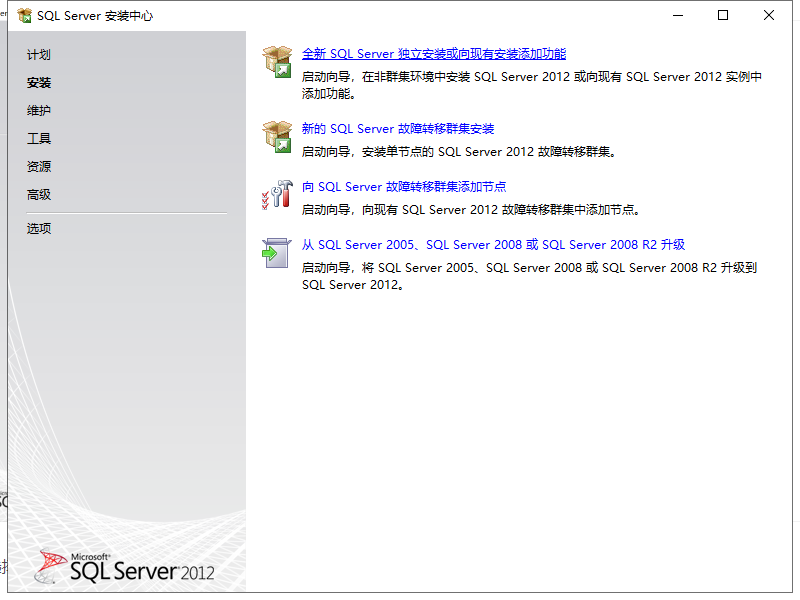 SQL Server 安装中心
计划
安装
维护
工具
资源
高级
选项
全新 SQL Server 独立安装或向现有安装添加功能
启动向导，在非群集环境中安装 SQL Server 2012 或向现有 SQL Server 2012 实例中
添加功能。
新的 SQL Server 故障转移群集安装
启动向导，安装单节点的 SQL Server 2012 故障转移群集。
向 SQL Server 故障转移群集添加节点
启动向导，向现有 SQL Server 2012 故障转移群集中添加节点。
从 SQL Server 2005、SQL Server 2008 或 SQL Server 2008 R2 升级
启动向导，将 SQL Server 2005、SQL Server 2008 或 SQL Server 2008 R2 升级到
SQL Server 2012。
Microsoft®
SQL Server® 2012